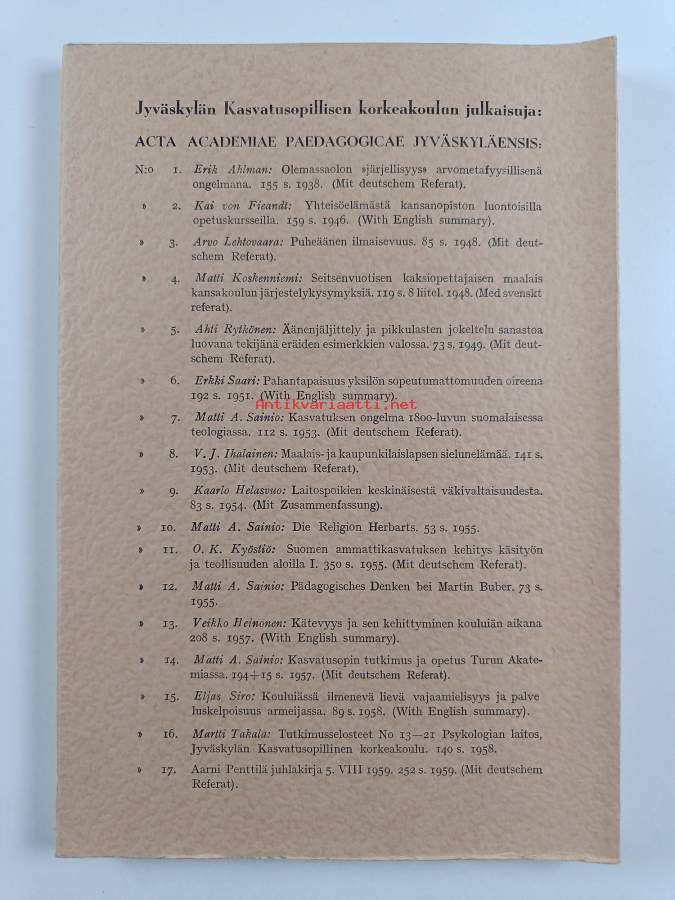 Jyväskylän Kasvatusopillisen korkeakoulun julkaisuja:
ACTA ACADEMIAE PAEDAGOGICAE JYVÄSKYLÄENSIS:
N:o 1. Erik Ahlman: Olemassaolon »järjellisyys» arvometafyysillisenä
ongelmana. 155 s. 1938. (Mit deutschem Referat).
» 2. Kai von Fieandt: Yhteisöelämästä kansanopiston luontoisilla
opetuskursseilla. 159 s. 1946. (With English summary).
» 3. Arvo Lehtovaara: Puheäänen ilmaisevuus. 85 s. 1948. (Mit deut-
schem Referat).
» 4. Matti Koskenniemi: Seitsenvuotisen kaksiopettajaisen maalais
kansakoulun järjestelykysymyksiä. 119 s. 8 liitel. 1948. (Med svenskt
referat).
» 5. Ahti Rytkönen: Äänenjäljittely ja pikkulasten jokeltelu sanastoa
luovana tekijänä eräiden esimerkkien valossa. 73 s. 1949. (Mit deut-
schem Referat).
» 6. Erkki Saari: Pahantapaisuus yksilön sopeutumattomuuden oireena
192 s. 1951. (With English summary).
Antikvariaatti.net
» 7. Matti A. Sainio: Kasvatuksen ongelma 1800-luvun suomalaisessa
teologiassa. 112 s. 1953. (Mit deutschem Referat).
» 8. V. J. Ihalainen: Maalais- ja kaupunkilaislapsen sielunelämää. 141 s.
1953. (Mit deutschem Referat).
» 9. Kaarlo Helasvuo: Laitospoikien keskinäisestä väkivaltaisuudesta.
83 s. 1954. (Mit Zusammenfassung).
» 10. Matti A. Sainio: Die Religion Herbarts. 53 s. 1955.
» 11. O. K. Kyöstiö: Suomen ammattikasvatuksen kehitys käsityön
ja teollisuuden aloilla I. 350 s. 1955. (Mit deutschem Referat).
» 12. Matti A. Sainio: Pädagogisches Denken bei Martin Buber. 73 s.
1955.
» 13. Veikko Heinonen: Kätevyys ja sen kehittyminen kouluiän aikana
208 s. 1957. (With English summary).
» 14. Matti A. Sainio: Kasvatusopin tutkimus ja opetus Turun Akate-
miassa. 194+15 s. 1957. (Mit deutschem Referat).
» 15. Eljas Siro: Kouluiässä ilmenevä lievä vajaamielisyys ja palve
luskelpoisuus armeijassa. 89 s. 1958. (With English summary).
» 16. Martti Takala: Tutkimusselosteet No 13—21 Psykologian laitos,
Jyväskylän Kasvatusopillinen korkeakoulu. 140 s. 1958.
» 17. Aarni Penttilä juhlakirja 5. VIII 1959. 252 s. 1959. (Mit deutschem
Referat).